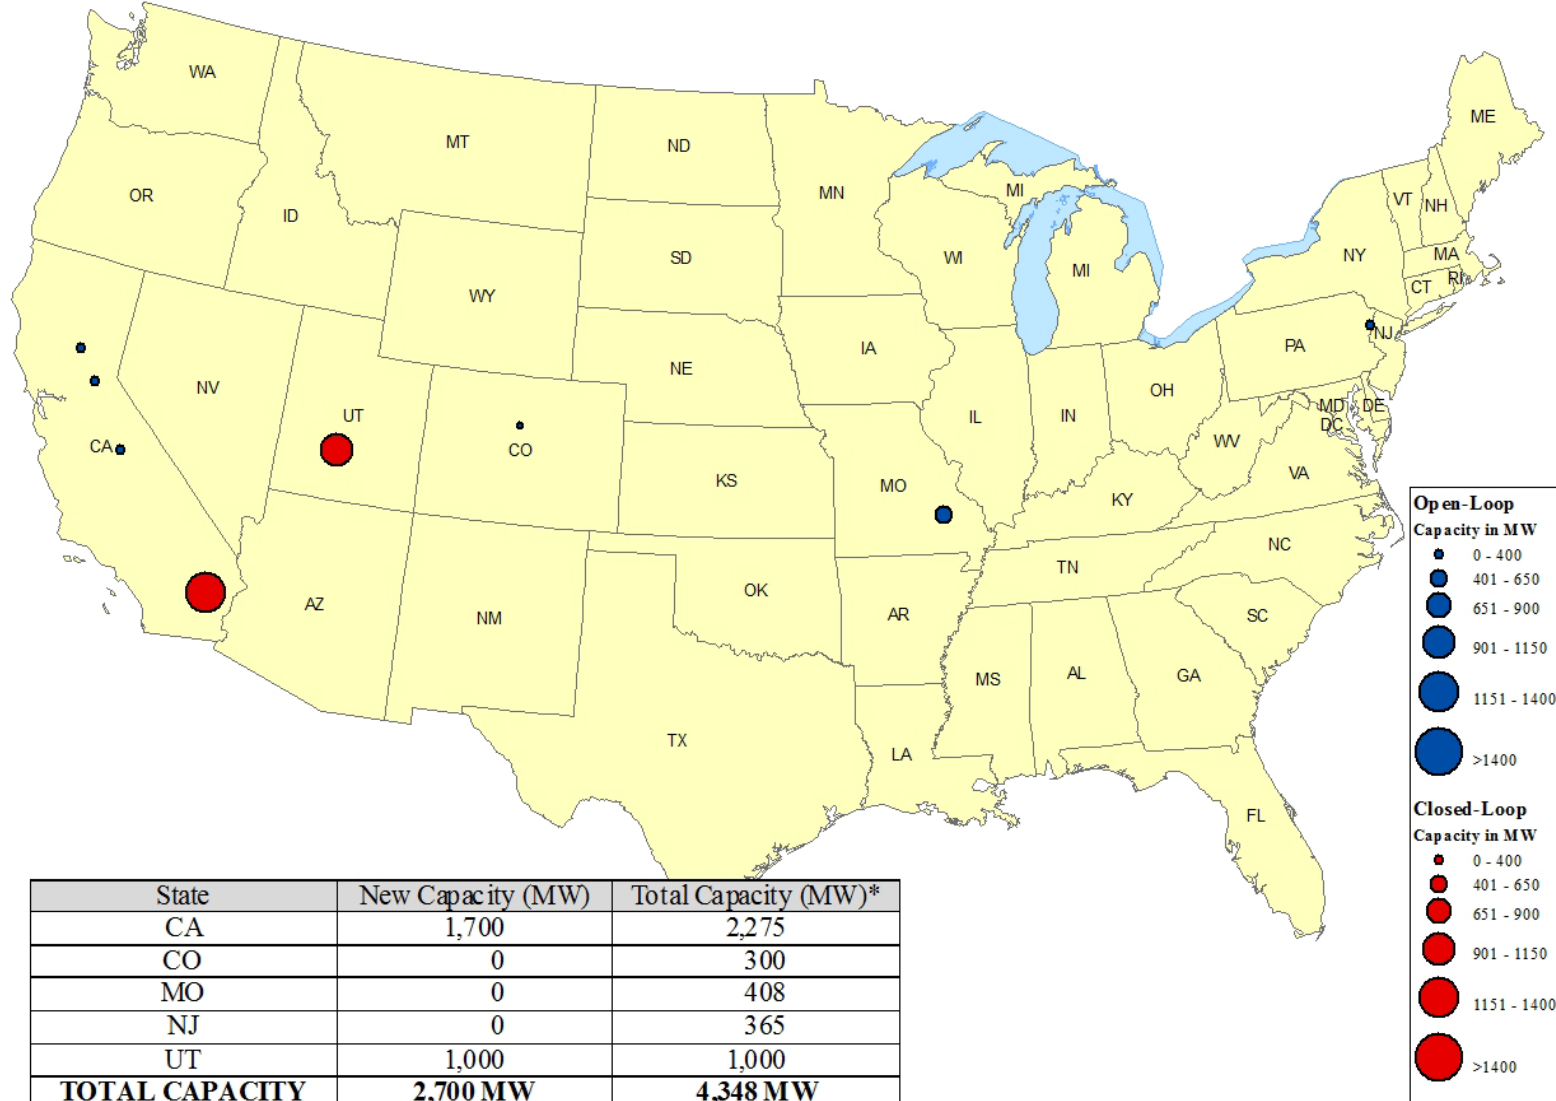 WA
MT
ND
ME
OR
ID
MN
MI
VT
NH
SD
WI
NY
MA
WY
MI
CT
RI
IA
PA
NJ
NV
NE
OH
UT
IL
IN
MD
DE
DC
CA
CO
WV
KS
MO
VA
KY
NC
TN
AZ
NM
OK
AR
SC
MS
AL
GA
TX
LA
FL
Open-Loop
Capacity in MW
0 - 400
401 - 650
651 - 900
901 - 1150
1151 - 1400
>1400
Closed-Loop
Capacity in MW
0 - 400
401 - 650
651 - 900
901 - 1150
1151 - 1400
>1400
State New Capacity (MW) Total Capacity (MW)*
CA 1,700 2,275
CO 0 300
MO 0 408
NJ 0 365
UT 1,000 1,000
TOTAL CAPACITY 2,700 MW 4,348 MW